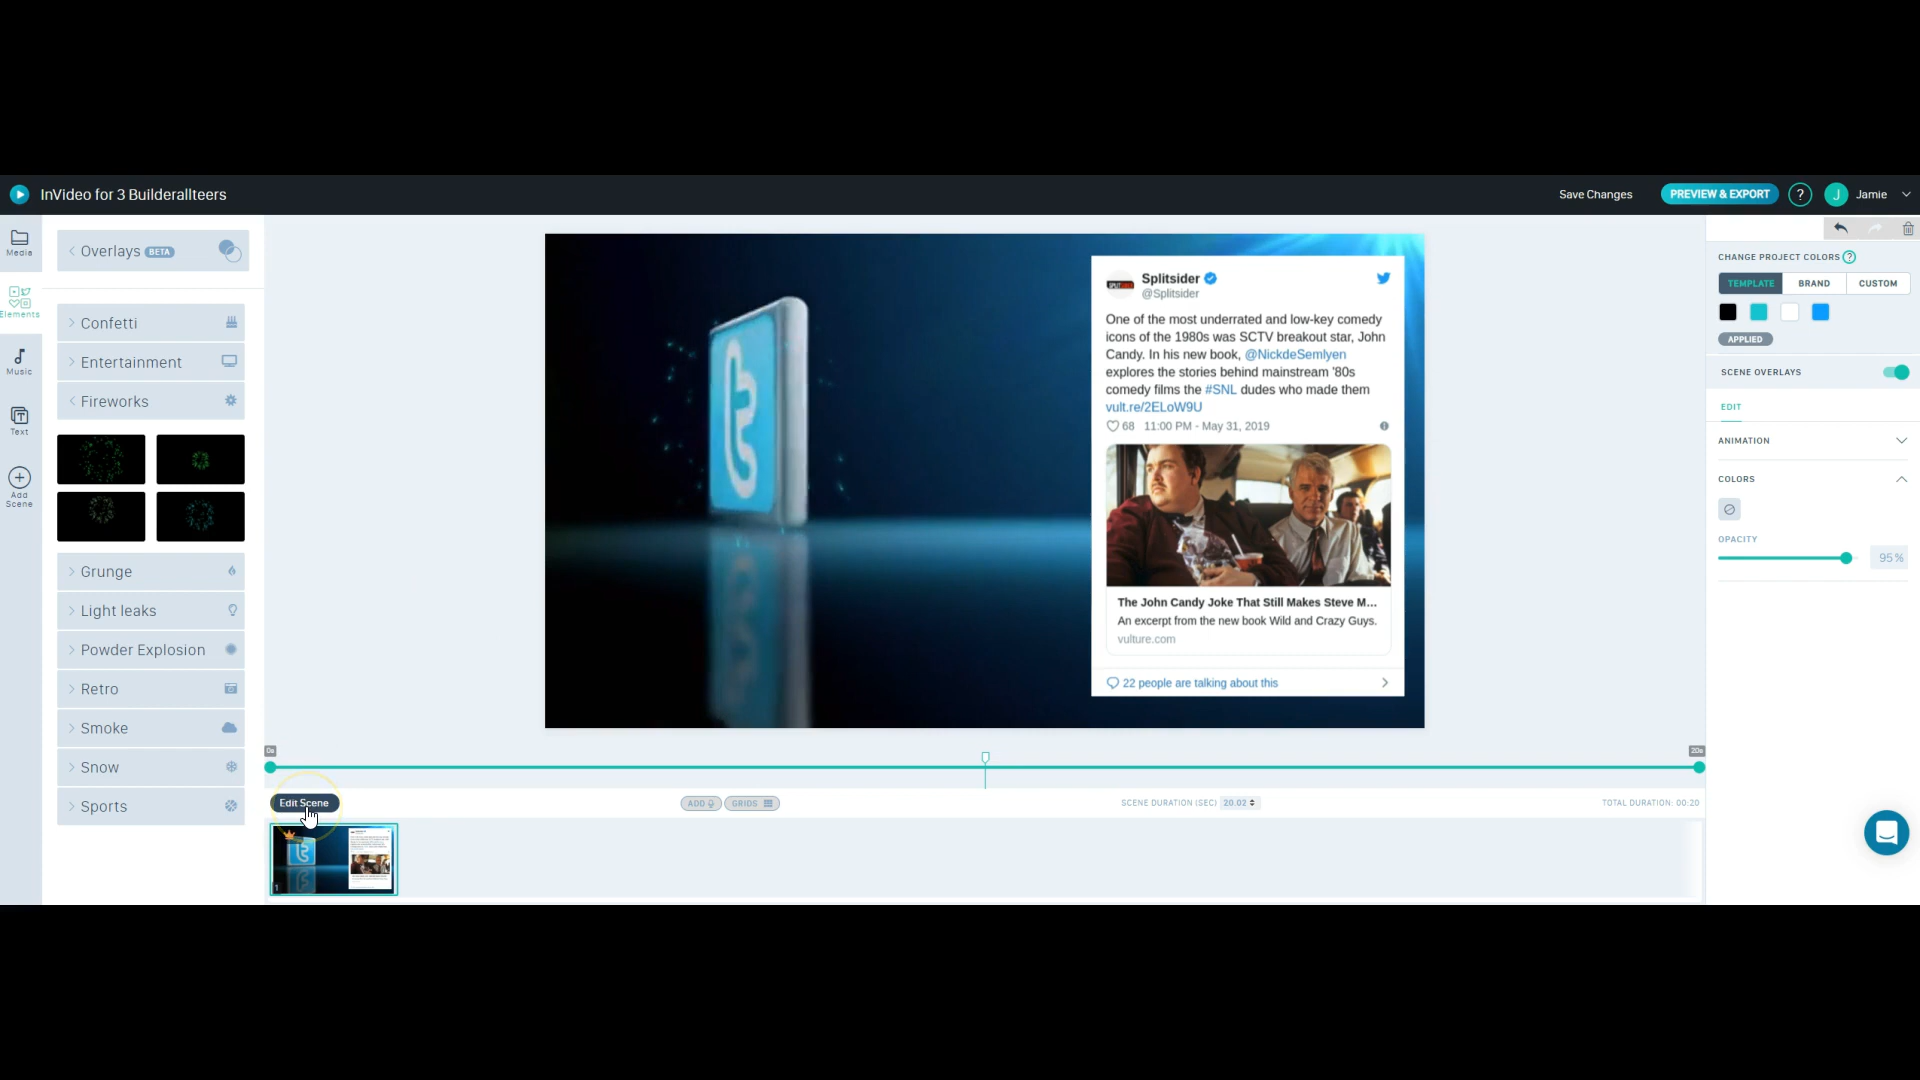 InVideo for 3 Builderallteers
Save Changes
PREVIEW & EXPORT
?
J
Jamie
Media
Elements
Music
Text
Add
Scene
Overlays BETA
Confetti
Entertainment
Fireworks
Grunge
Light leaks
Powder Explosion
Retro
Smoke
Snow
Sports
t
Splitsider
@Splitsider
One of the most underrated and low-key comedy
icons of the 1980s was SCTV breakout star, John
Candy. In his new book, @NickdeSemlyen
explores the stories behind mainstream '80s
comedy films the #SNL dudes who made them
vult.re/2ELoW9U
68 11:00 PM - May 31, 2019
The John Candy Joke That Still Makes Steve M...
An excerpt from the new book Wild and Crazy Guys.
vulture.com
22 people are talking about this
CHANGE PROJECT COLORS ?
TEMPLATE
BRAND
CUSTOM
APPLIED
SCENE OVERLAYS
EDIT
ANIMATION
COLORS
OPACITY
95%
0s
20s
Edit Scene
ADD
GRIDS
SCENE DURATION (SEC) 20.02
TOTAL DURATION: 00:20
1